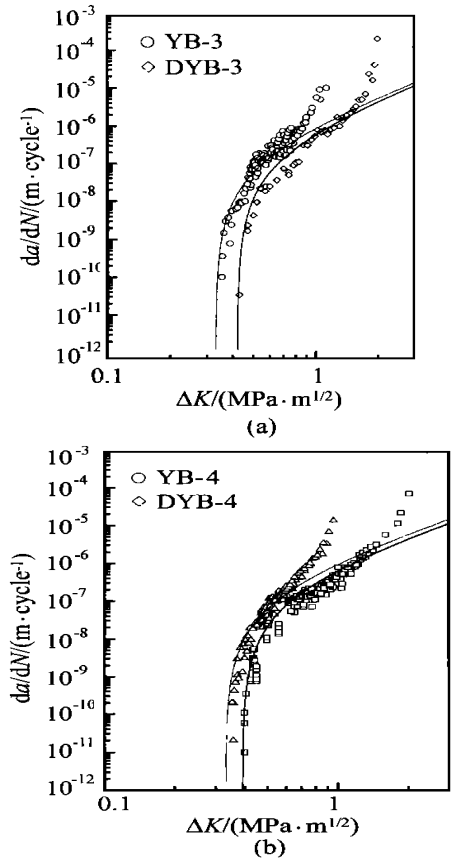 10⁻³
10⁻⁴
10⁻⁵
10⁻⁶
10⁻⁷
10⁻⁸
10⁻⁹
10⁻¹⁰
10⁻¹¹
10⁻¹²
da/dN/(m·cycle⁻¹)
YB-3
DYB-3
0.1
1
ΔK/(MPa·m¹/²)
(a)
10⁻³
10⁻⁴
10⁻⁵
10⁻⁶
10⁻⁷
10⁻⁸
10⁻⁹
10⁻¹⁰
10⁻¹¹
10⁻¹²
da/dN/(m·cycle⁻¹)
YB-4
DYB-4
0.1
1
ΔK/(MPa·m¹/²)
(b)